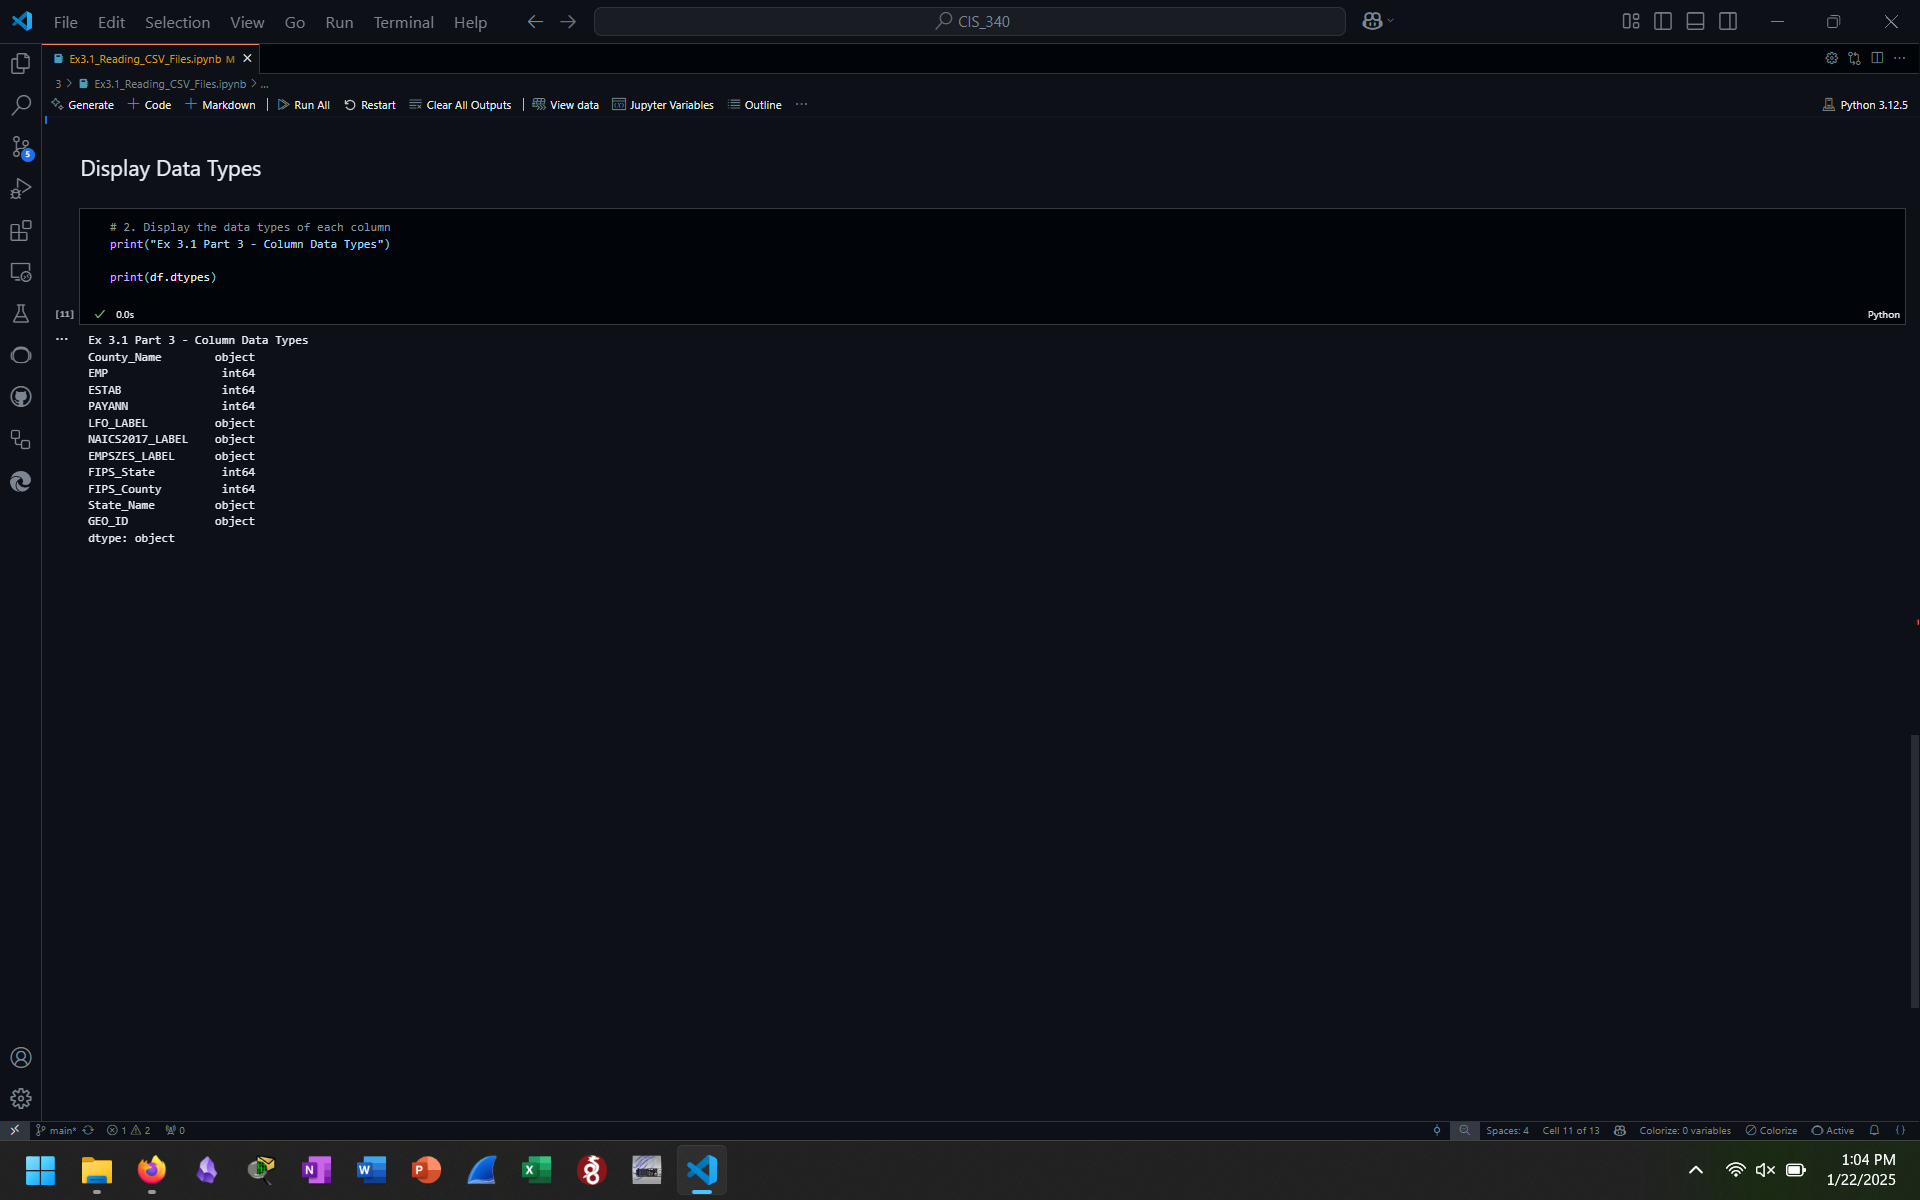 File Edit Selection View Go Run Terminal Help CIS_340
Ex3.1_Reading_CSV_Files.ipynb M
3 > Ex3.1_Reading_CSV_Files.ipynb > ...
Generate + Code + Markdown | Run All Restart Clear All Outputs | View data Jupyter Variables Outline ... Python 3.12.5
5
Display Data Types
# 2. Display the data types of each column
print("Ex 3.1 Part 3 - Column Data Types")
print(df.dtypes)
[11] 0.0s Python
... Ex 3.1 Part 3 - Column Data Types
County_Name object
EMP int64
ESTAB int64
PAYANN int64
LFO_LABEL object
NAICS2017_LABEL object
EMPSZES_LABEL object
FIPS_State int64
FIPS_County int64
State_Name object
GEO_ID object
dtype: object
main* 1 2 0 Spaces: 4 Cell 11 of 13 Colorize: 0 variables Colorize Active
N W P X 1:04 PM
1/22/2025